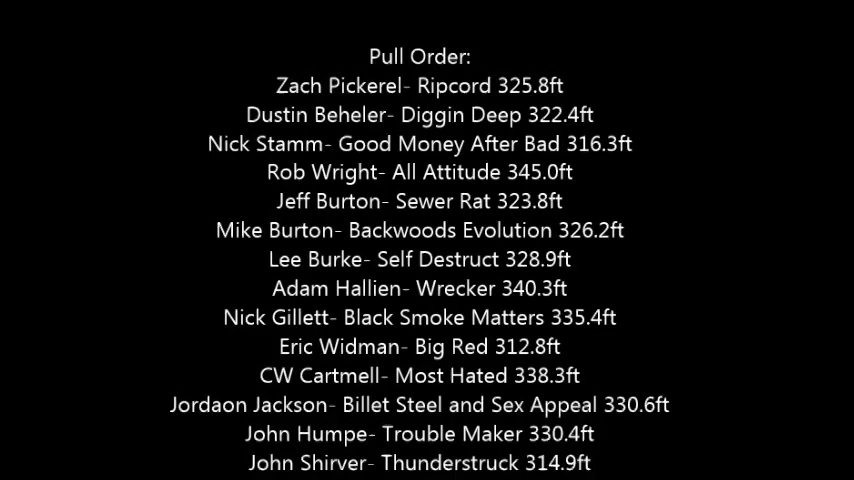 Pull Order:
Zach Pickerel- Ripcord 325.8ft
Dustin Beheler- Diggin Deep 322.4ft
Nick Stamm- Good Money After Bad 316.3ft
Rob Wright- All Attitude 345.0ft
Jeff Burton- Sewer Rat 323.8ft
Mike Burton- Backwoods Evolution 326.2ft
Lee Burke- Self Destruct 328.9ft
Adam Hallien- Wrecker 340.3ft
Nick Gillett- Black Smoke Matters 335.4ft
Eric Widman- Big Red 312.8ft
CW Cartmell- Most Hated 338.3ft
Jordaon Jackson- Billet Steel and Sex Appeal 330.6ft
John Humpe- Trouble Maker 330.4ft
John Shirver- Thunderstruck 314.9ft